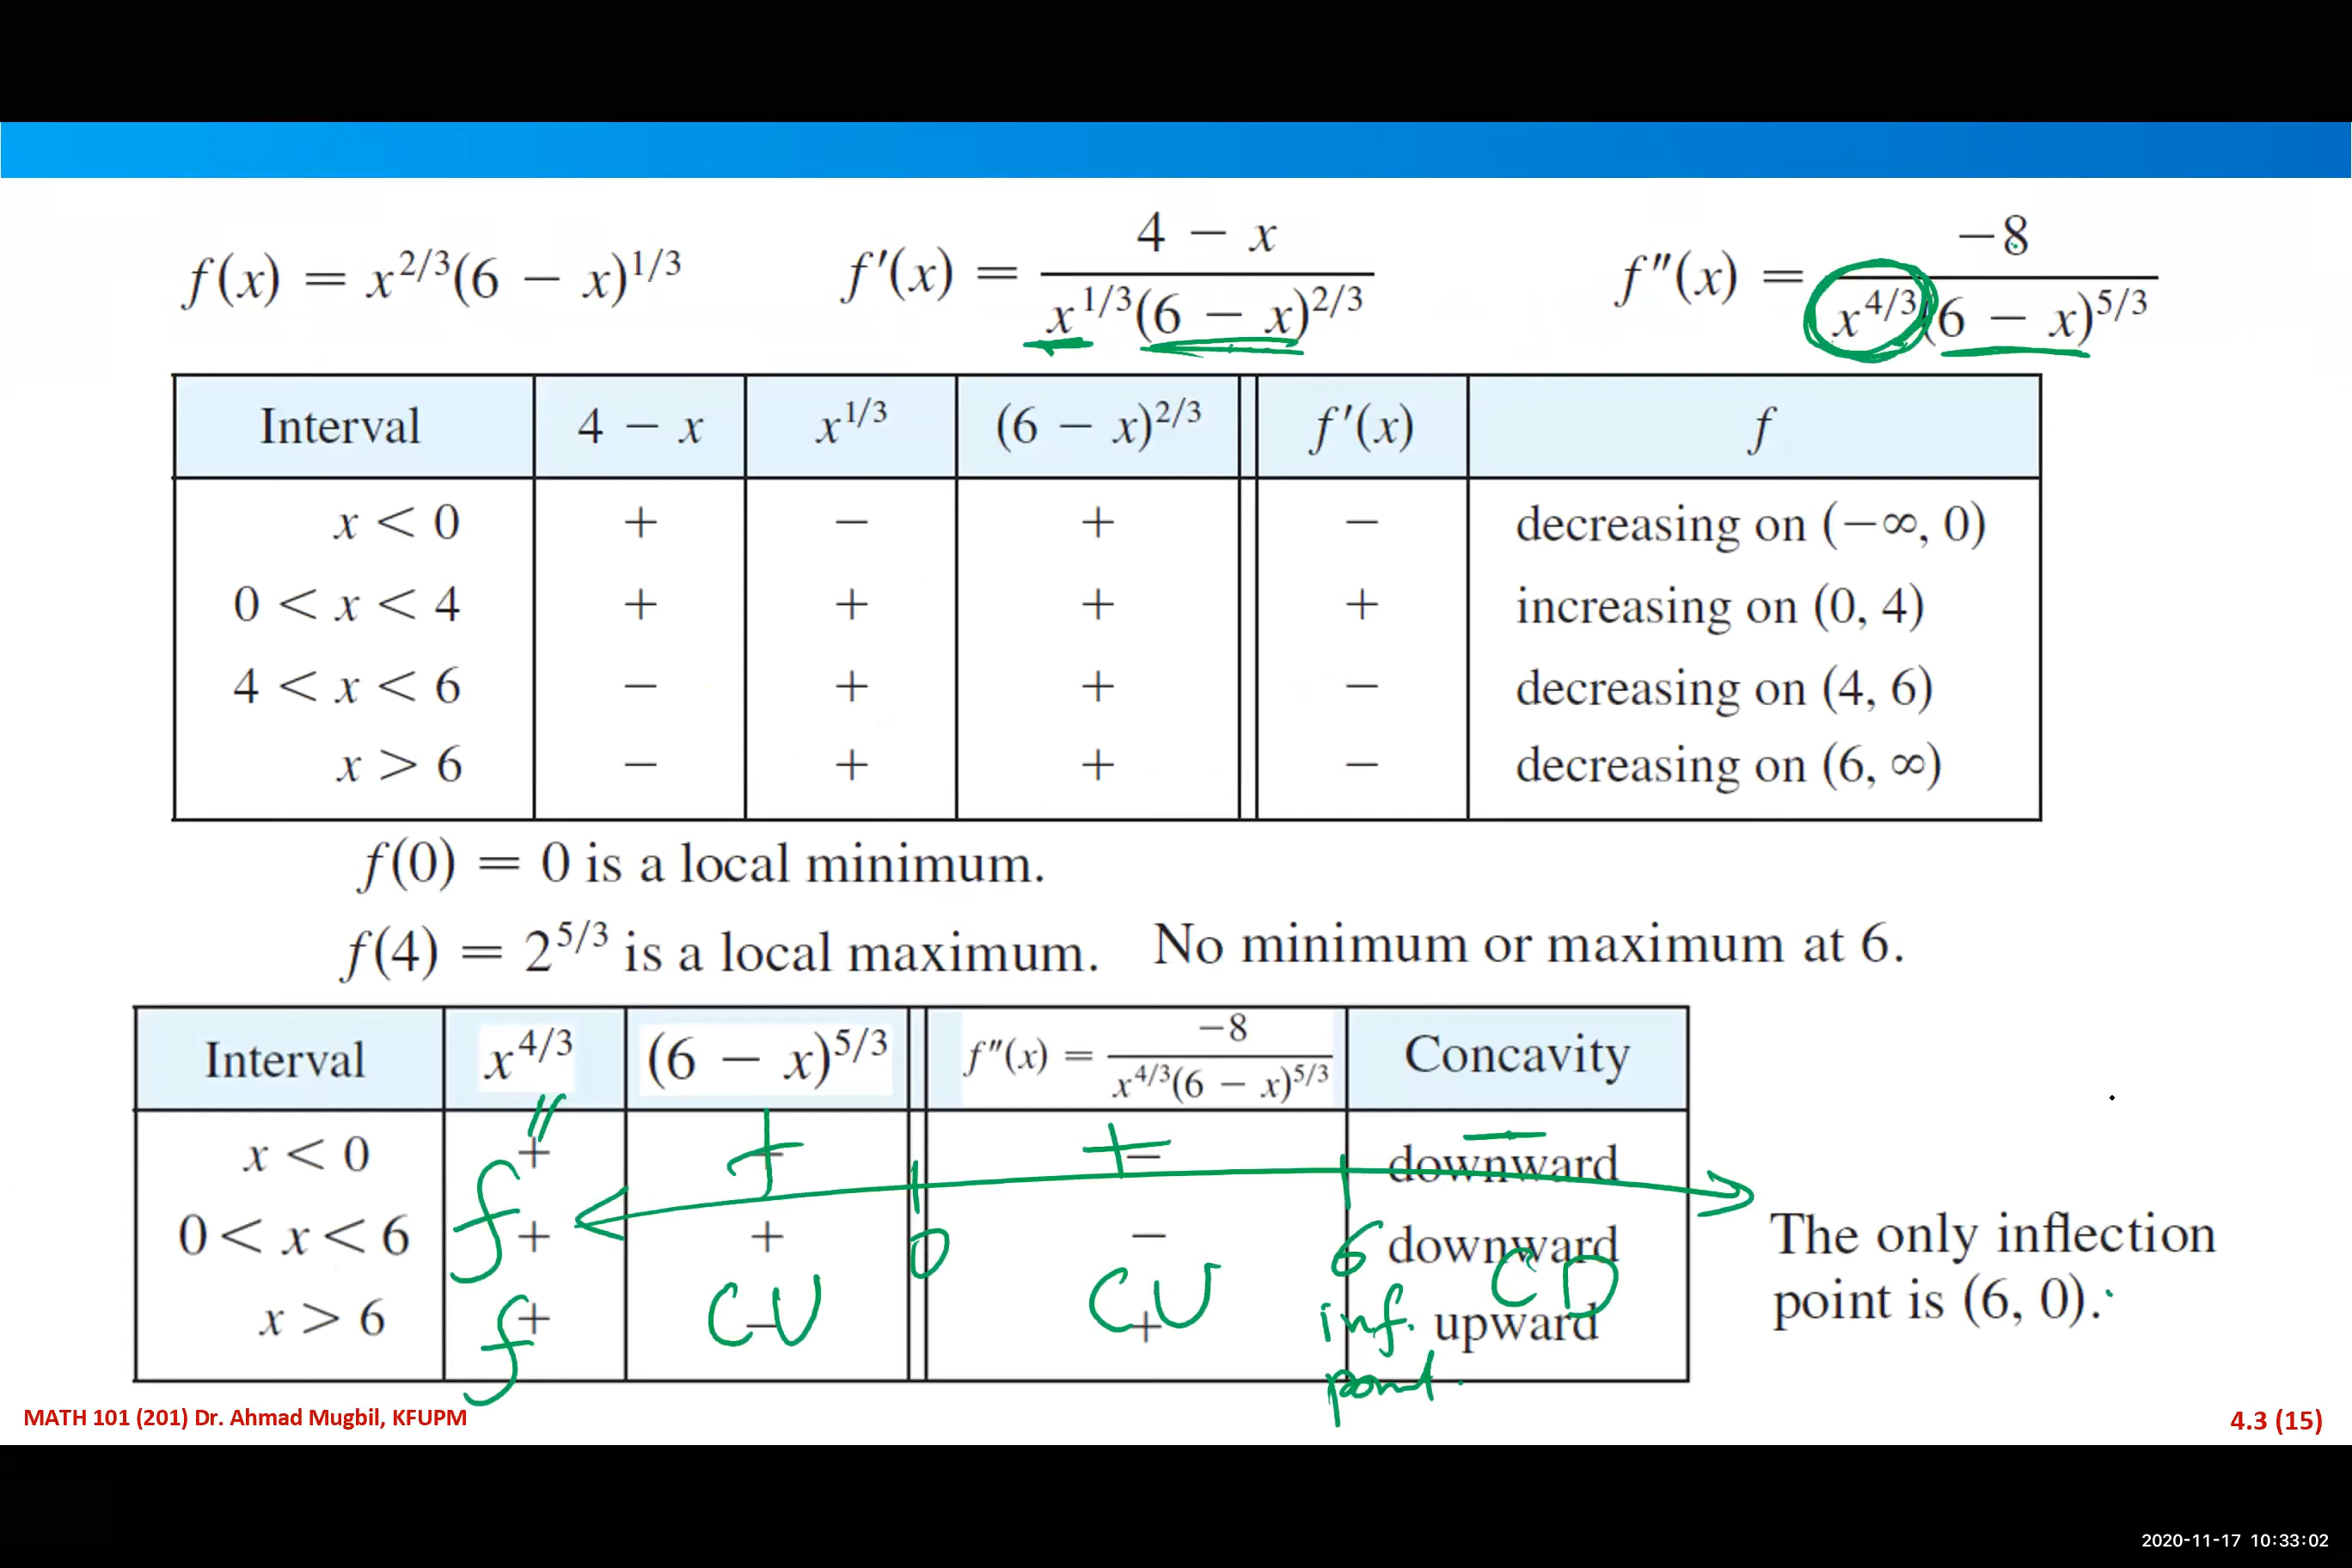 f(x) = x^{2/3}(6 − x)^{1/3}    f′(x) = (4 − x) / (x^{1/3}(6 − x)^{2/3})    f″(x) = −8 / (x^{4/3}(6 − x)^{5/3})
Interval    4 − x    x^{1/3}    (6 − x)^{2/3}    f′(x)    f
x < 0    +    −    +    −    decreasing on (−∞, 0)
0 < x < 4    +    +    +    +    increasing on (0, 4)
4 < x < 6    −    +    +    −    decreasing on (4, 6)
x > 6    −    +    +    −    decreasing on (6, ∞)
f(0) = 0 is a local minimum.
f(4) = 2^{5/3} is a local maximum.    No minimum or maximum at 6.
Interval    x^{4/3}    (6 − x)^{5/3}    f″(x) = −8 / (x^{4/3}(6 − x)^{5/3})    Concavity
x < 0    +    +    −    downward
0 < x < 6    +    +    −    downward
x > 6    +    −    +    upward
f″    +    +    −
0    6
f    CU    CU    CD
inf.
point.
The only inflection
point is (6, 0).
MATH 101 (201) Dr. Ahmad Mugbil, KFUPM
4.3 (15)
2020-11-17 10:33:02